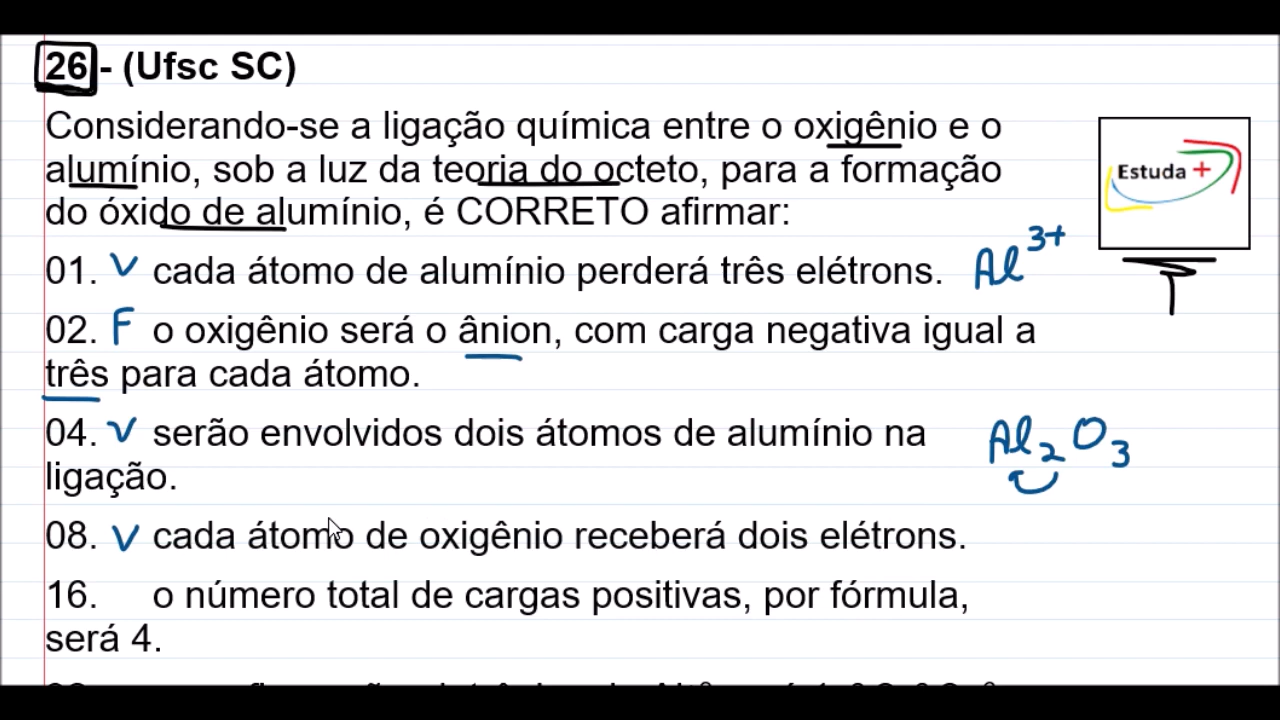 26 - (Ufsc SC)
Considerando-se a ligação química entre o oxigênio e o
alumínio, sob a luz da teoria do octeto, para a formação
do óxido de alumínio, é CORRETO afirmar:
Estuda +
01. V cada átomo de alumínio perderá três elétrons. Al³⁺
02. F o oxigênio será o ânion, com carga negativa igual a
três para cada átomo.
04. V serão envolvidos dois átomos de alumínio na
ligação.
Al₂O₃
08. V cada átomo de oxigênio receberá dois elétrons.
16. o número total de cargas positivas, por fórmula,
será 4.